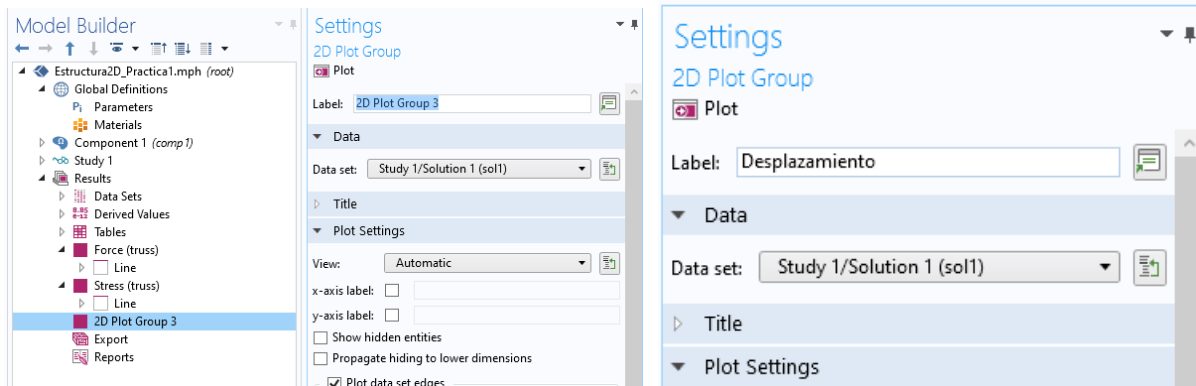 Model Builder
Estructura2D_Practica1.mph (root)
Global Definitions
Pi Parameters
Materials
Component 1 (comp1)
Study 1
Results
Data Sets
8.85 e-12 Derived Values
Tables
Force (truss)
Line
Stress (truss)
Line
2D Plot Group 3
Export
Reports
Settings
2D Plot Group
Plot
Label: 2D Plot Group 3
Data
Data set: Study 1/Solution 1 (sol1)
Title
Plot Settings
View: Automatic
x-axis label:
y-axis label:
Show hidden entities
Propagate hiding to lower dimensions
Plot data set edges
Settings
2D Plot Group
Plot
Label: Desplazamiento
Data
Data set: Study 1/Solution 1 (sol1)
Title
Plot Settings